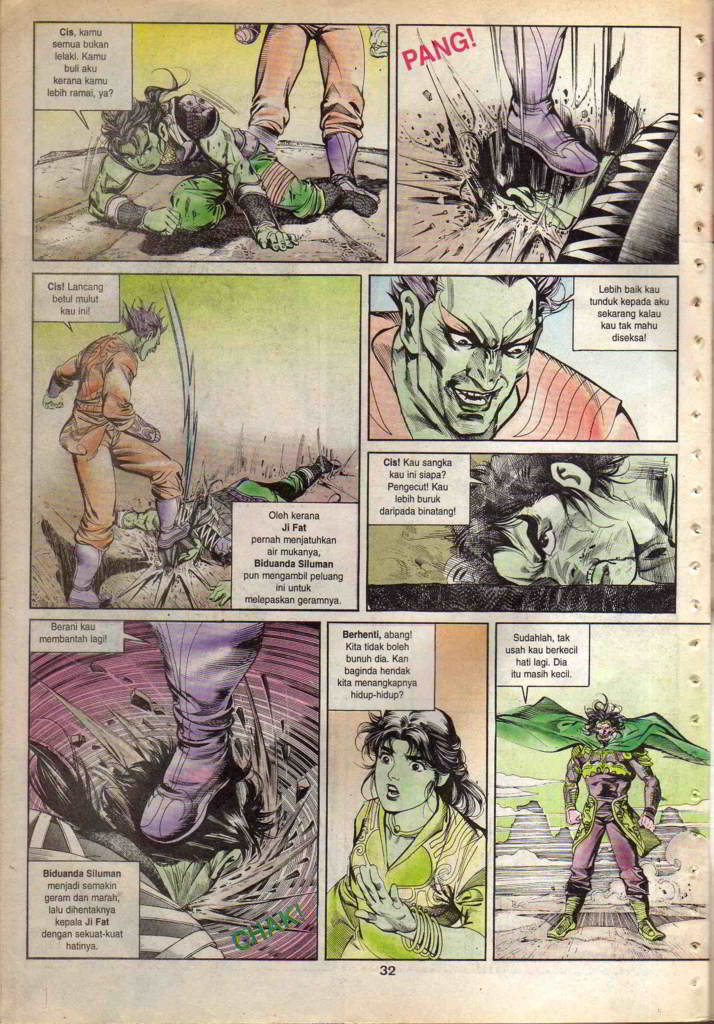 Cis, kamu
semua bukan
lelaki. Kamu
buli aku
kerana kamu
lebih ramai, ya?
PANG!
Cis! Lancang
betul mulut
kau ini!
Oleh kerana
Ji Fat
pernah menjatuhkan
air mukanya,
Biduanda Siluman
pun mengambil peluang
ini untuk
melepaskan geramnya.
Lebih baik kau
tunduk kepada aku
sekarang kalau
kau tak mahu
diseksa!
Cis! Kau sangka
kau ini siapa?
Pengecut! Kau
lebih buruk
daripada binatang!
Berani kau
membantah lagi!
Biduanda Siluman
menjadi semakin
geram dan marah,
lalu dihentaknya
kepala Ji Fat
dengan sekuat-kuat
hatinya.
CHAK!
Berhenti, abang!
Kita tidak boleh
bunuh dia. Kan
baginda hendak
kita menangkapnya
hidup-hidup?
Sudahlah, tak
usah kau berkecil
hati lagi. Dia
itu masih kecil.
32